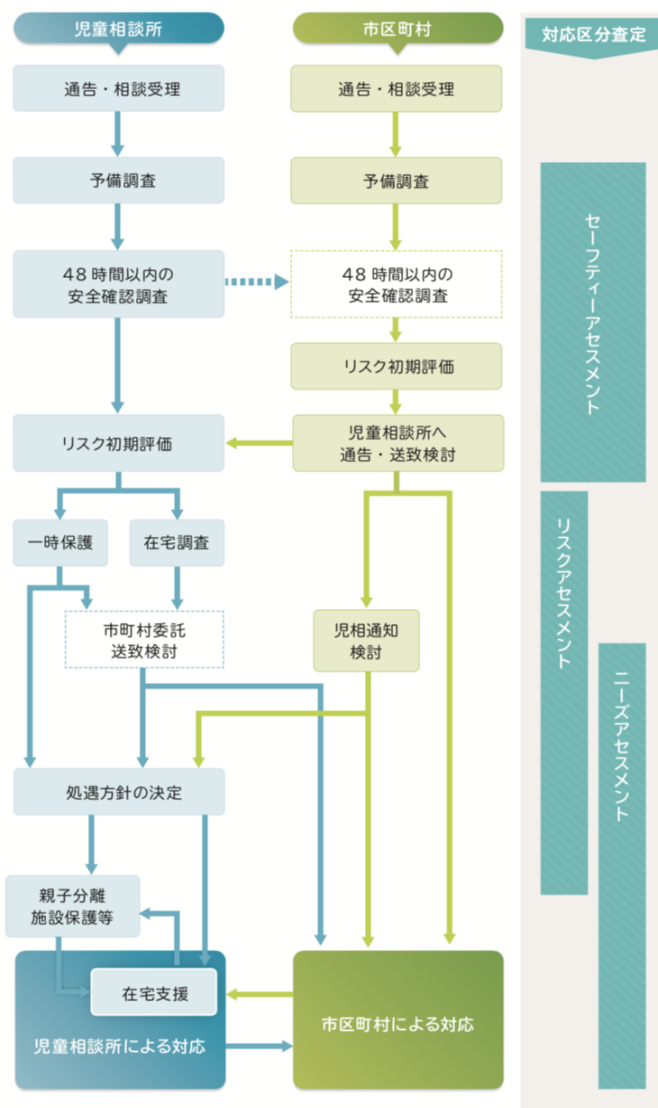 児童相談所
市区町村
対応区分査定
通告・相談受理
通告・相談受理
予備調査
予備調査
48 時間以内の
安全確認調査
48 時間以内の
安全確認調査
リスク初期評価
リスク初期評価
児童相談所へ
通告・送致検討
一時保護
在宅調査
市町村委託
送致検討
児相通知
検討
処遇方針の決定
親子分離
施設保護等
在宅支援
児童相談所による対応
市区町村による対応
セーフティーアセスメント
リスクアセスメント
ニーズアセスメント